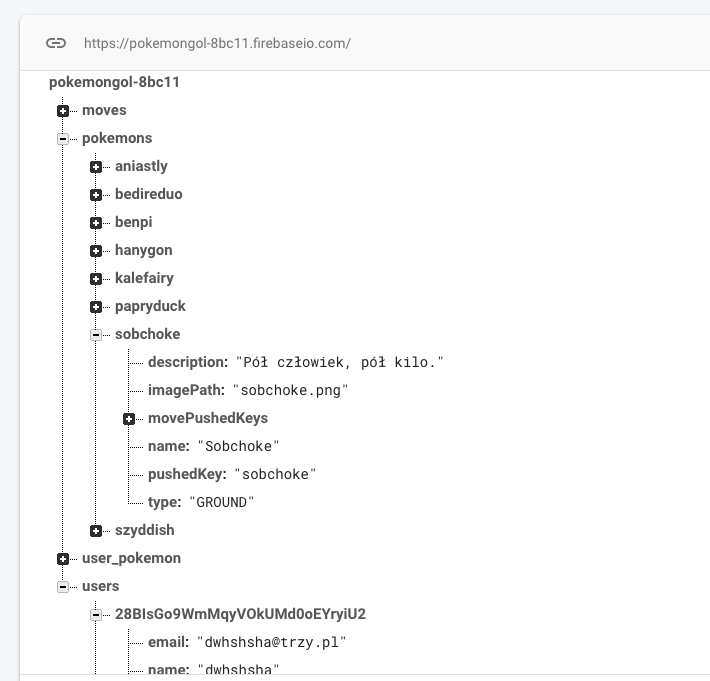 https://pokemongol-8bc11.firebaseio.com/
pokemongol-8bc11
moves
pokemons
aniastly
bedireduo
benpi
hanygon
kalefairy
papryduck
sobchoke
description: "Pół człowiek, pół kilo."
imagePath: "sobchoke.png"
movePushedKeys
name: "Sobchoke"
pushedKey: "sobchoke"
type: "GROUND"
szyddish
user_pokemon
users
28BIsGo9WmMqyVOkUMd0oEYryiU2
email: "dwhshsha@trzy.pl"
name: "dwhshsha"